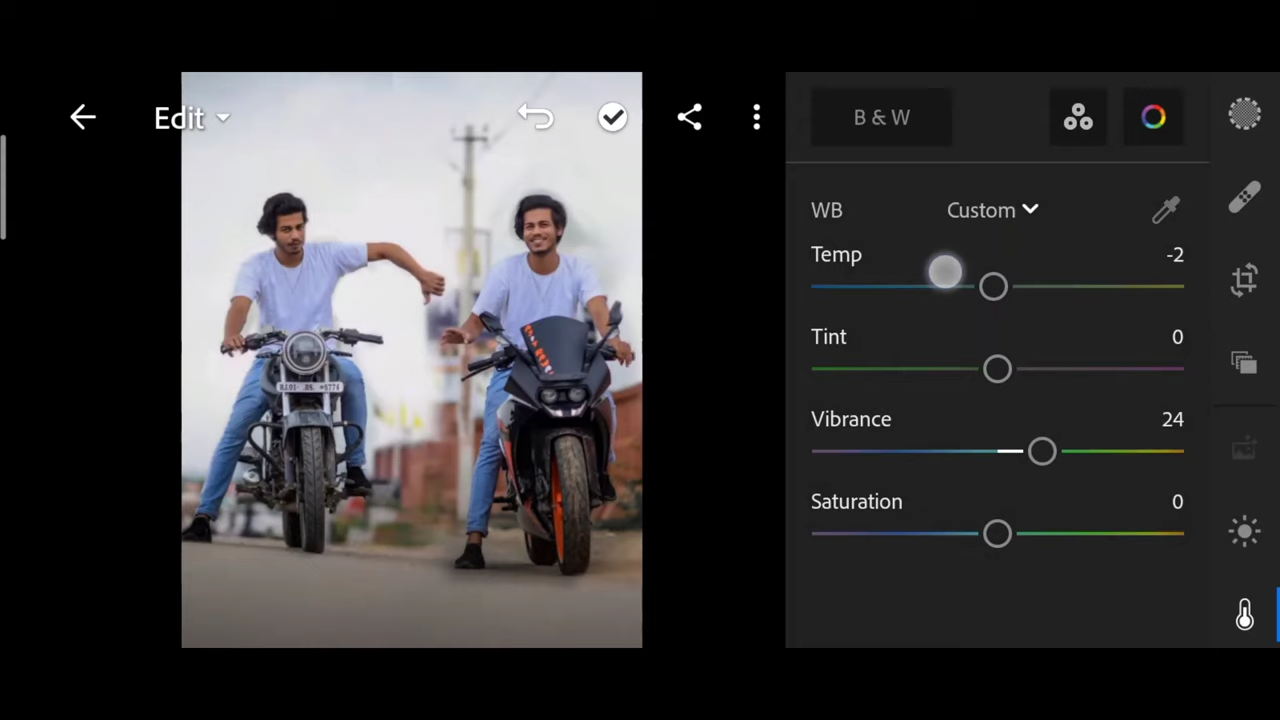 Edit
B & W
WB
Custom
Temp
-2
Tint
0
Vibrance
24
Saturation
0